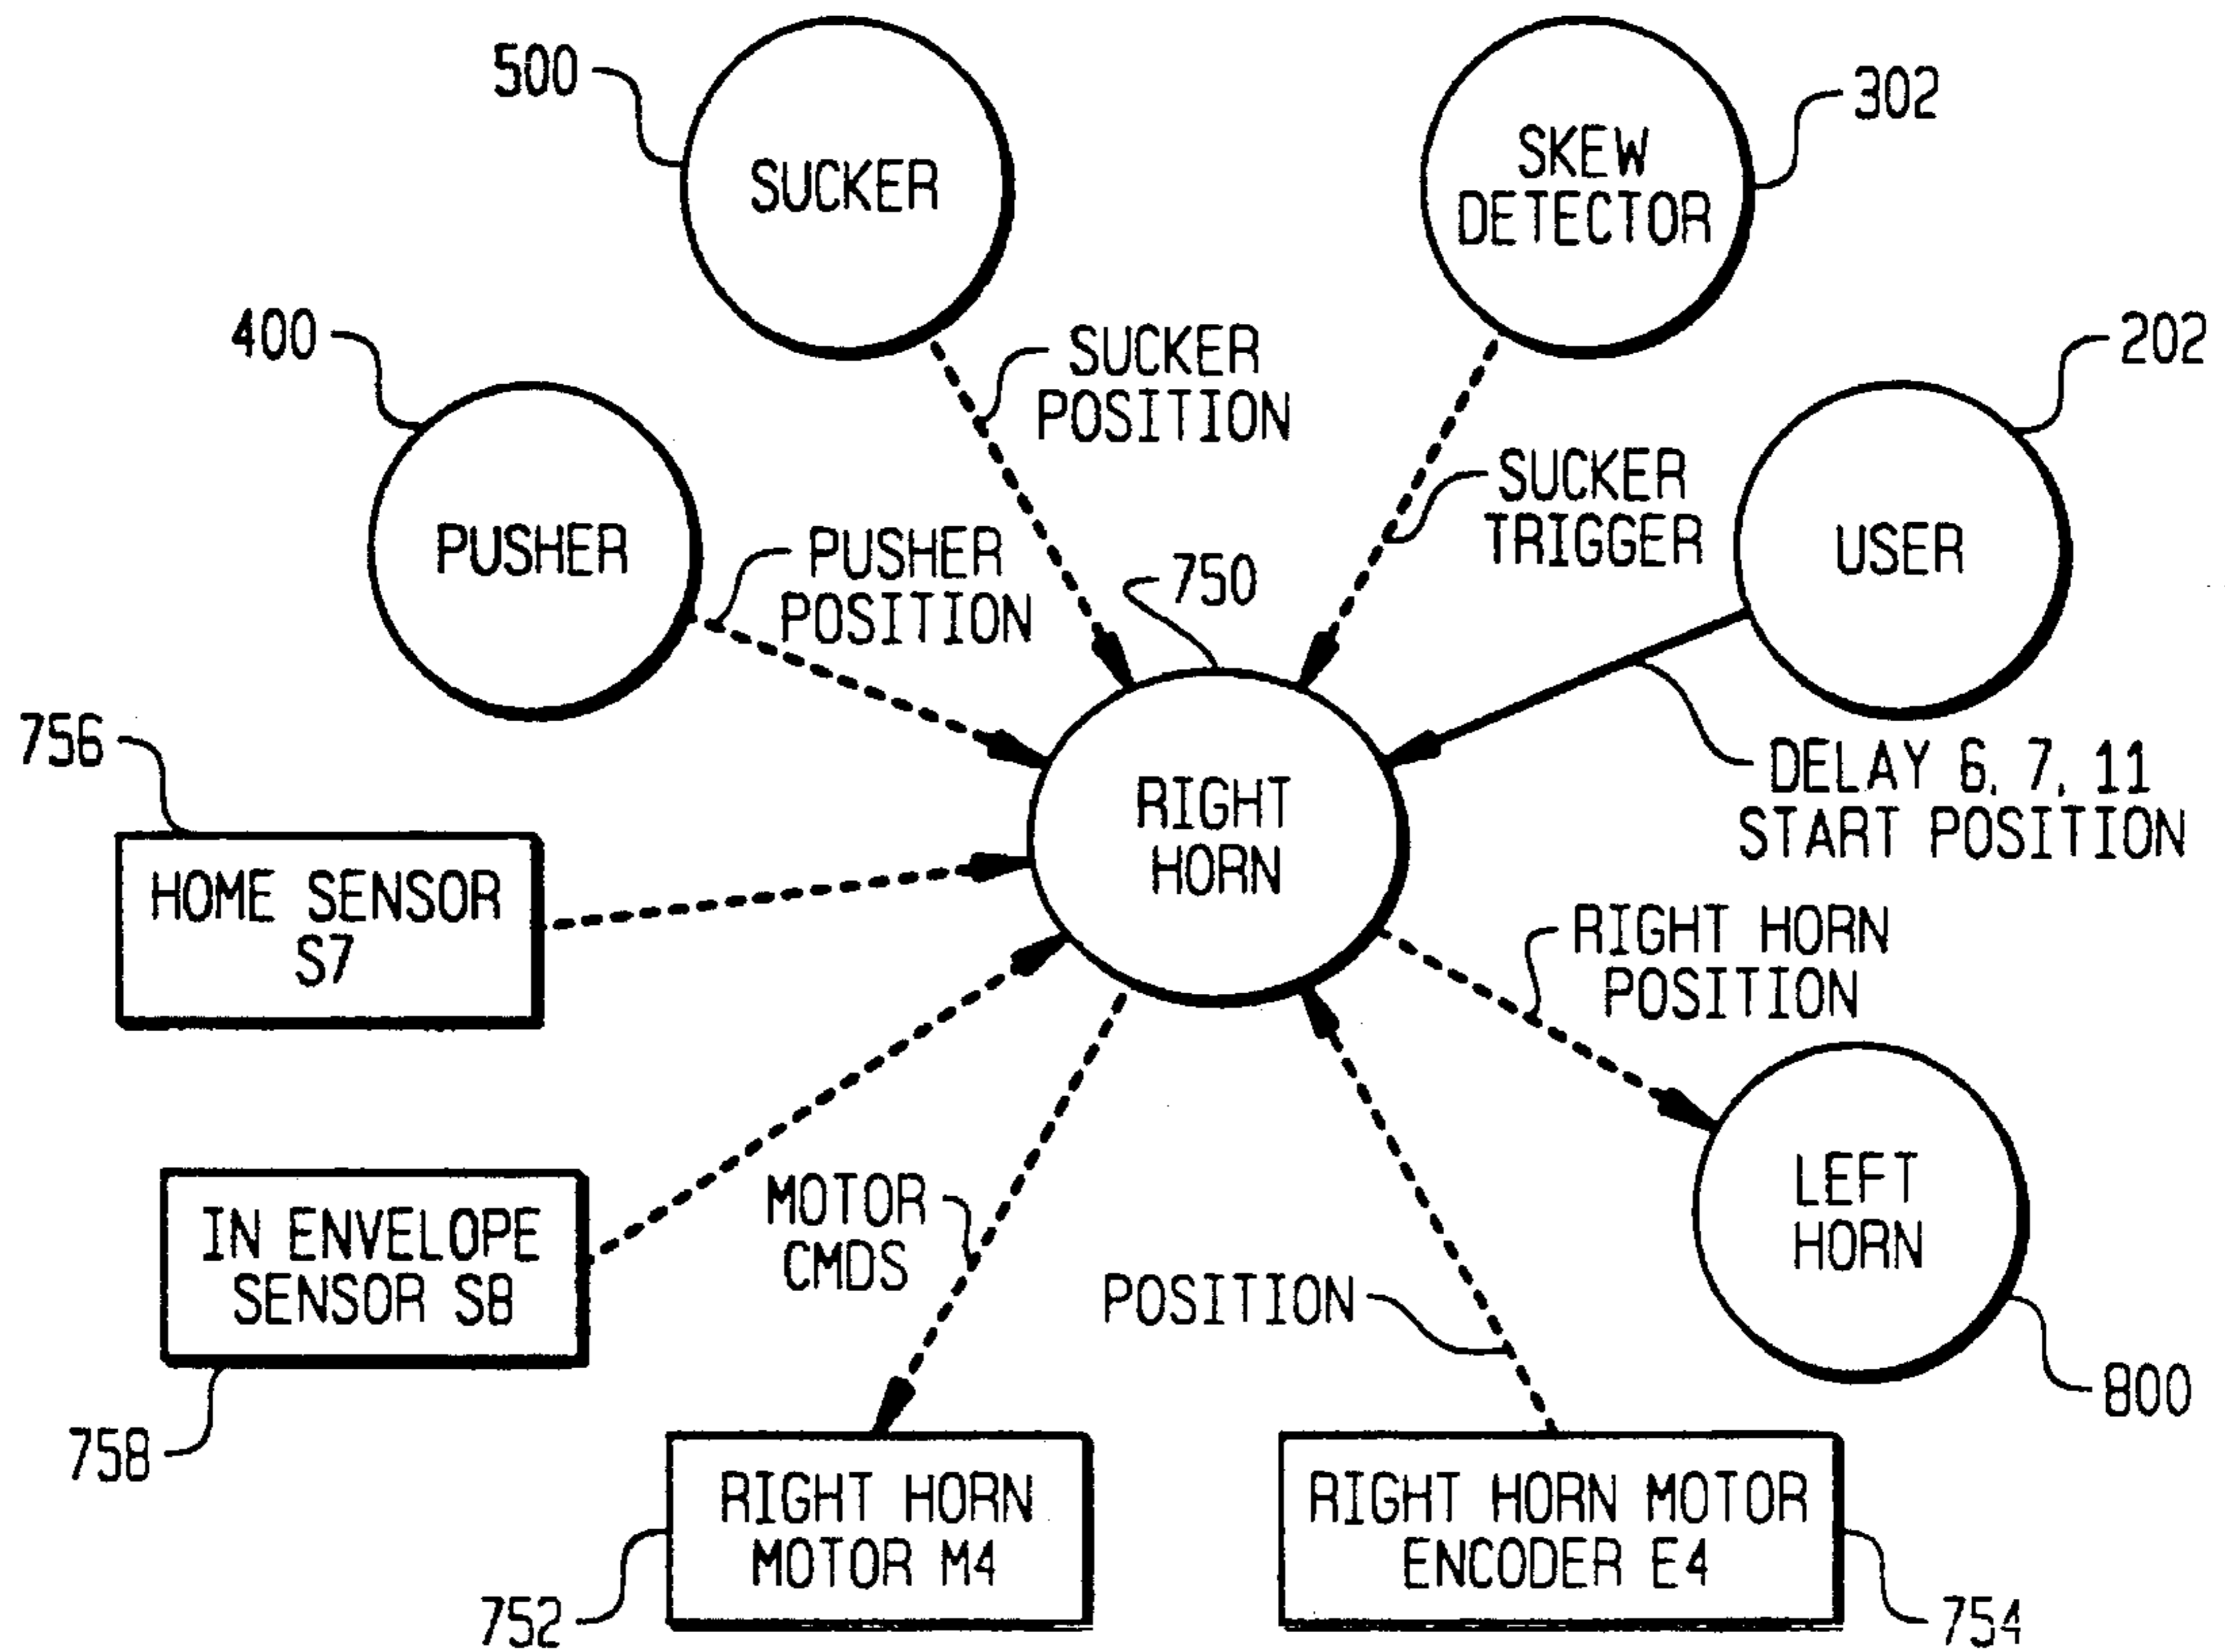 500
SUCKER
SKEW
DETECTOR
302
400
PUSHER
SUCKER
POSITION
202
USER
SUCKER
TRIGGER
PUSHER
POSITION
750
756
HOME SENSOR
S7
RIGHT
HORN
DELAY 6, 7, 11
START POSITION
RIGHT HORN
POSITION
IN ENVELOPE
SENSOR S8
758
MOTOR
CMDS
POSITION
LEFT
HORN
800
RIGHT HORN
MOTOR M4
752
RIGHT HORN MOTOR
ENCODER E4
754